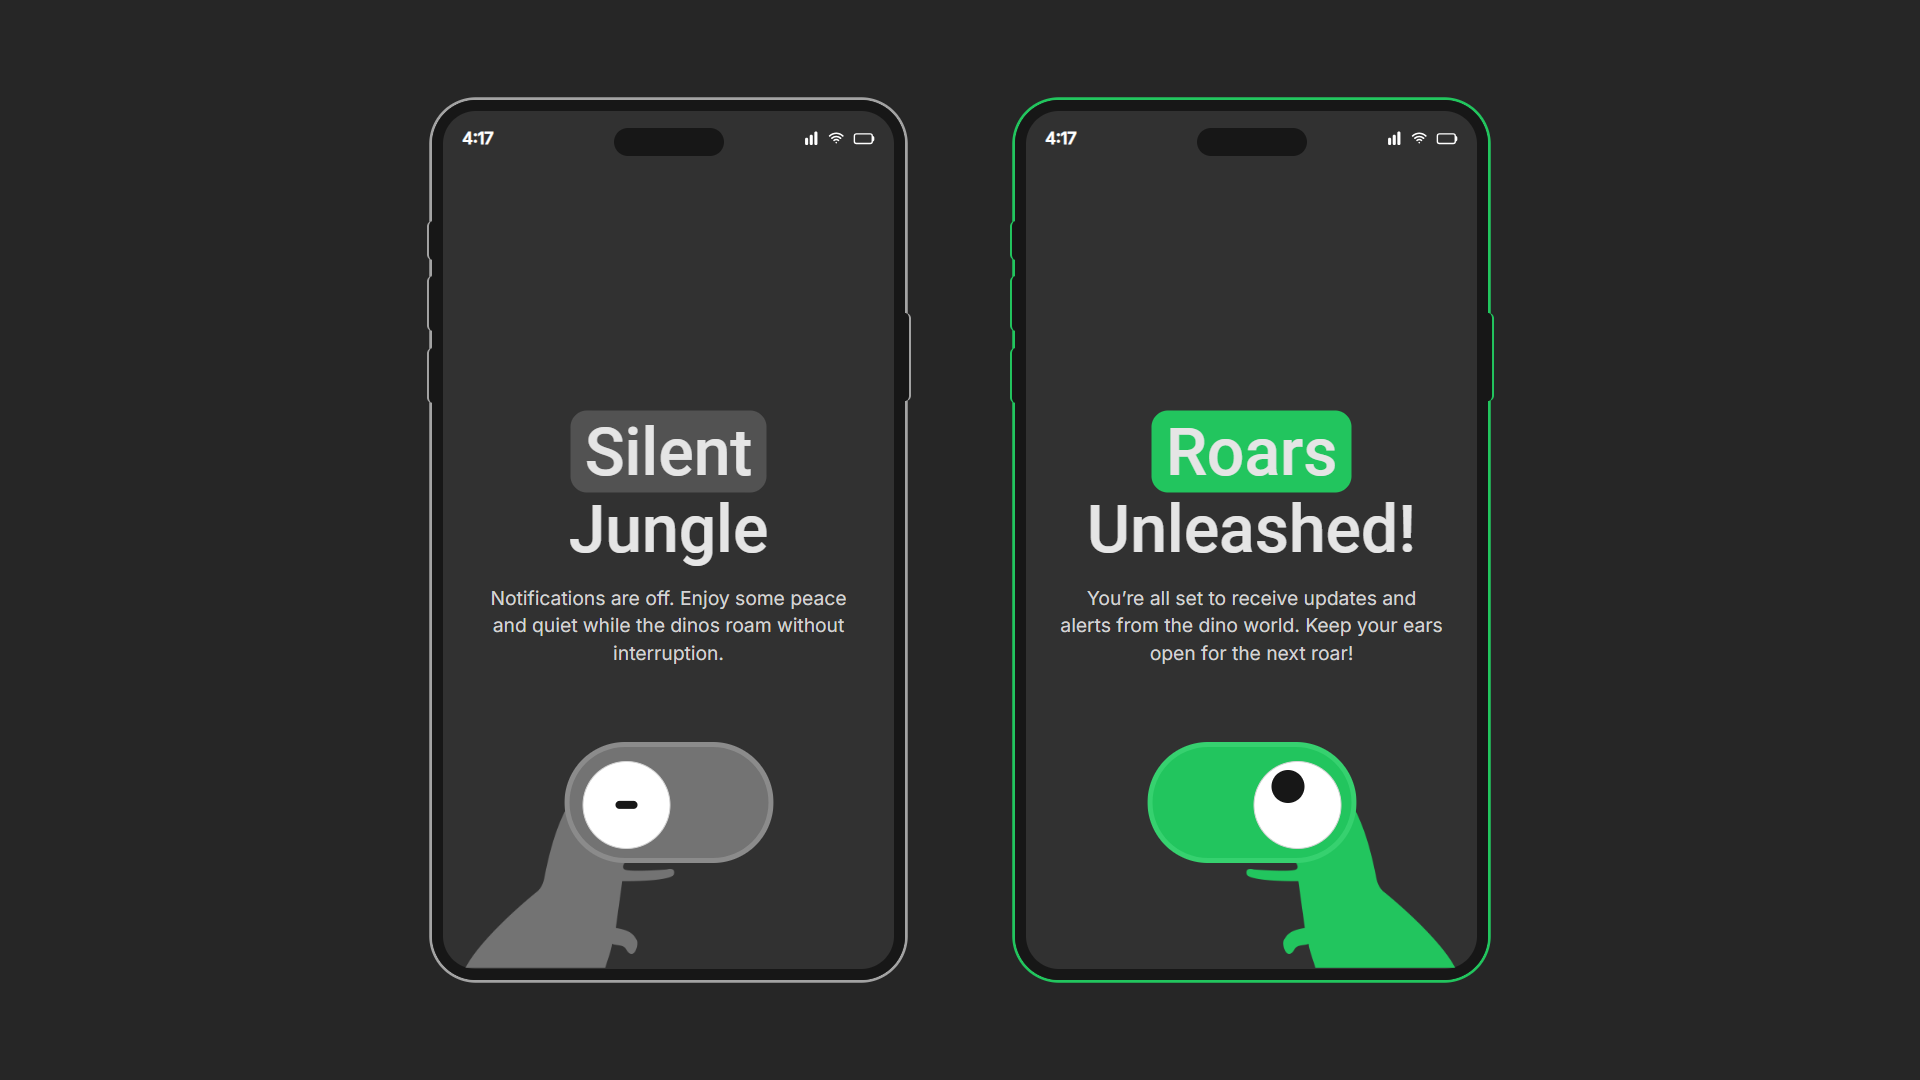 4:17
Silent
Jungle
Notifications are off. Enjoy some peace
and quiet while the dinos roam without
interruption.
4:17
Roars
Unleashed!
You’re all set to receive updates and
alerts from the dino world. Keep your ears
open for the next roar!